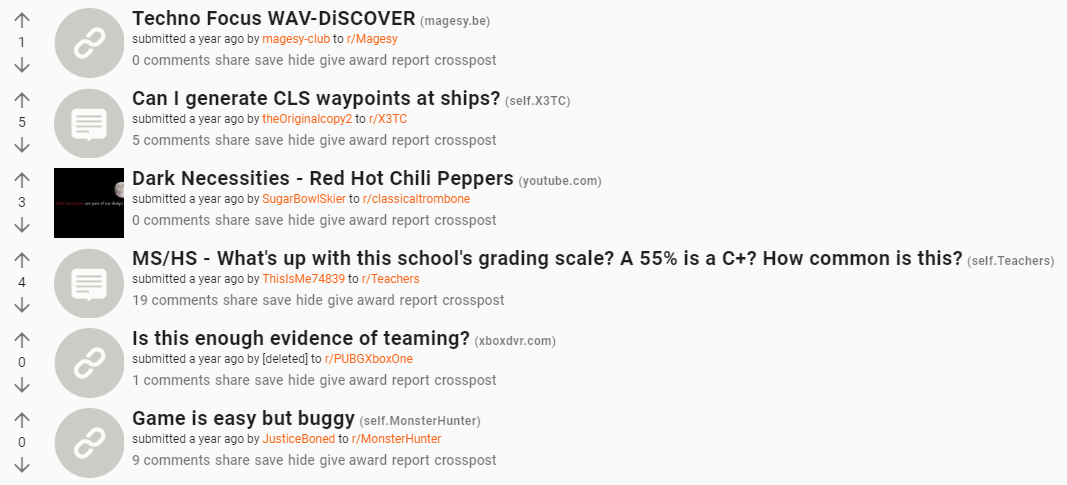 Techno Focus WAV-DiSCOVER (magesy.be)
1
submitted a year ago by magesy-club to r/Magesy
0 comments share save hide give award report crosspost
Can I generate CLS waypoints at ships? (self.X3TC)
5
submitted a year ago by theOriginalcopy2 to r/X3TC
5 comments share save hide give award report crosspost
Dark Necessities - Red Hot Chili Peppers (youtube.com)
3
submitted a year ago by SugarBowlSkier to r/classicaltrombone
0 comments share save hide give award report crosspost
MS/HS - What's up with this school's grading scale? A 55% is a C+? How common is this? (self.Teachers)
4
submitted a year ago by ThisIsMe74839 to r/Teachers
19 comments share save hide give award report crosspost
Is this enough evidence of teaming? (xboxdvr.com)
0
submitted a year ago by [deleted] to r/PUBGXboxOne
1 comments share save hide give award report crosspost
Game is easy but buggy (self.MonsterHunter)
0
submitted a year ago by JusticeBoned to r/MonsterHunter
9 comments share save hide give award report crosspost